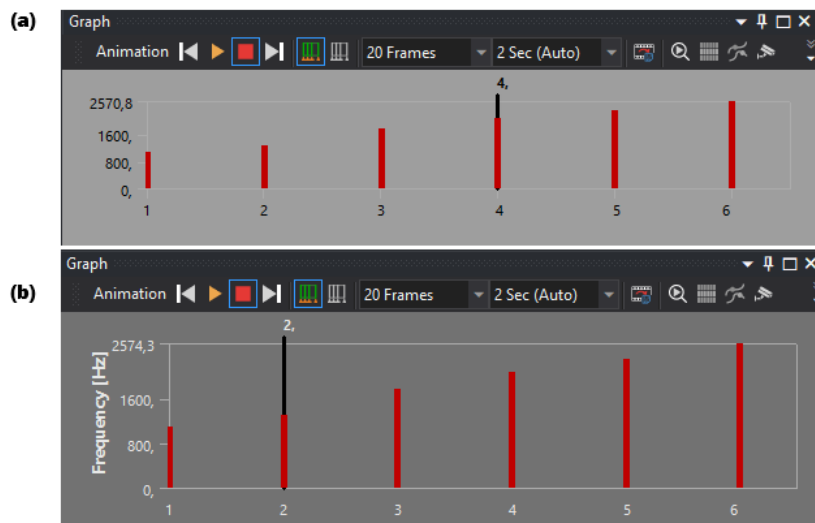 (a)
Graph
Animation 20 Frames 2 Sec (Auto)
4,
2570,8
1600,
800,
0,
1 2 3 4 5 6
(b)
Graph
Animation 20 Frames 2 Sec (Auto)
2,
Frequency [Hz]
2574,3
1600,
800,
0,
1 2 3 4 5 6